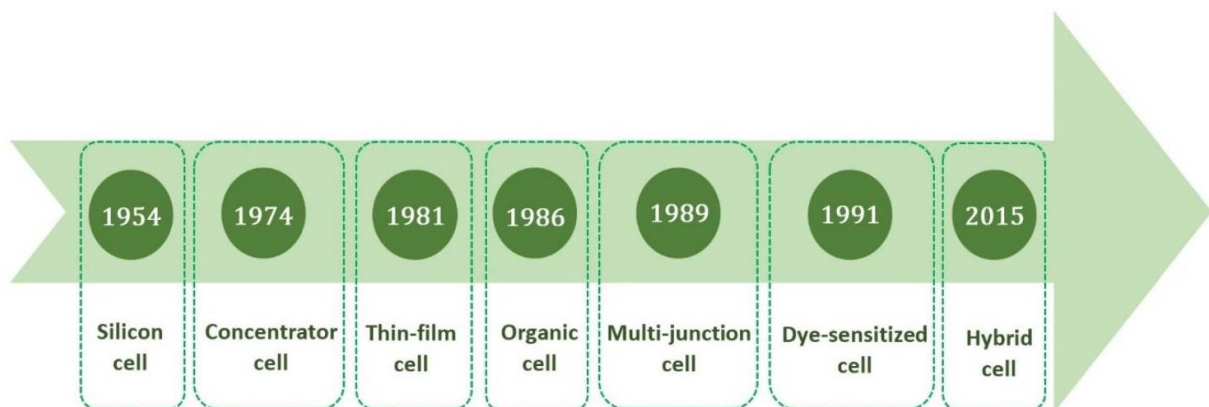 1954
1974
1981
1986
1989
1991
2015
Silicon
cell
Concentrator
cell
Thin-film
cell
Organic
cell
Multi-junction
cell
Dye-sensitized
cell
Hybrid
cell